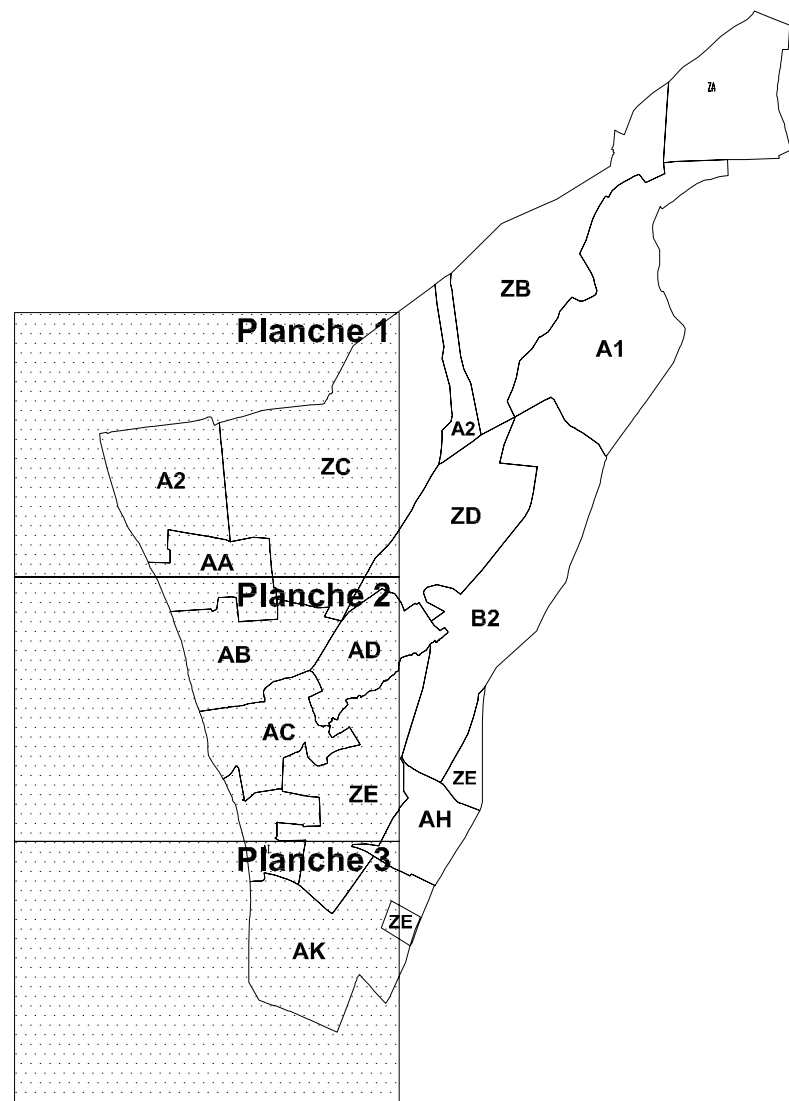 ZA
ZB
Planche 1
A1
A2
ZC
A2
ZD
AA
Planche 2
B2
AB
AD
AC
ZE
ZE
AH
Planche 3
ZE
AK